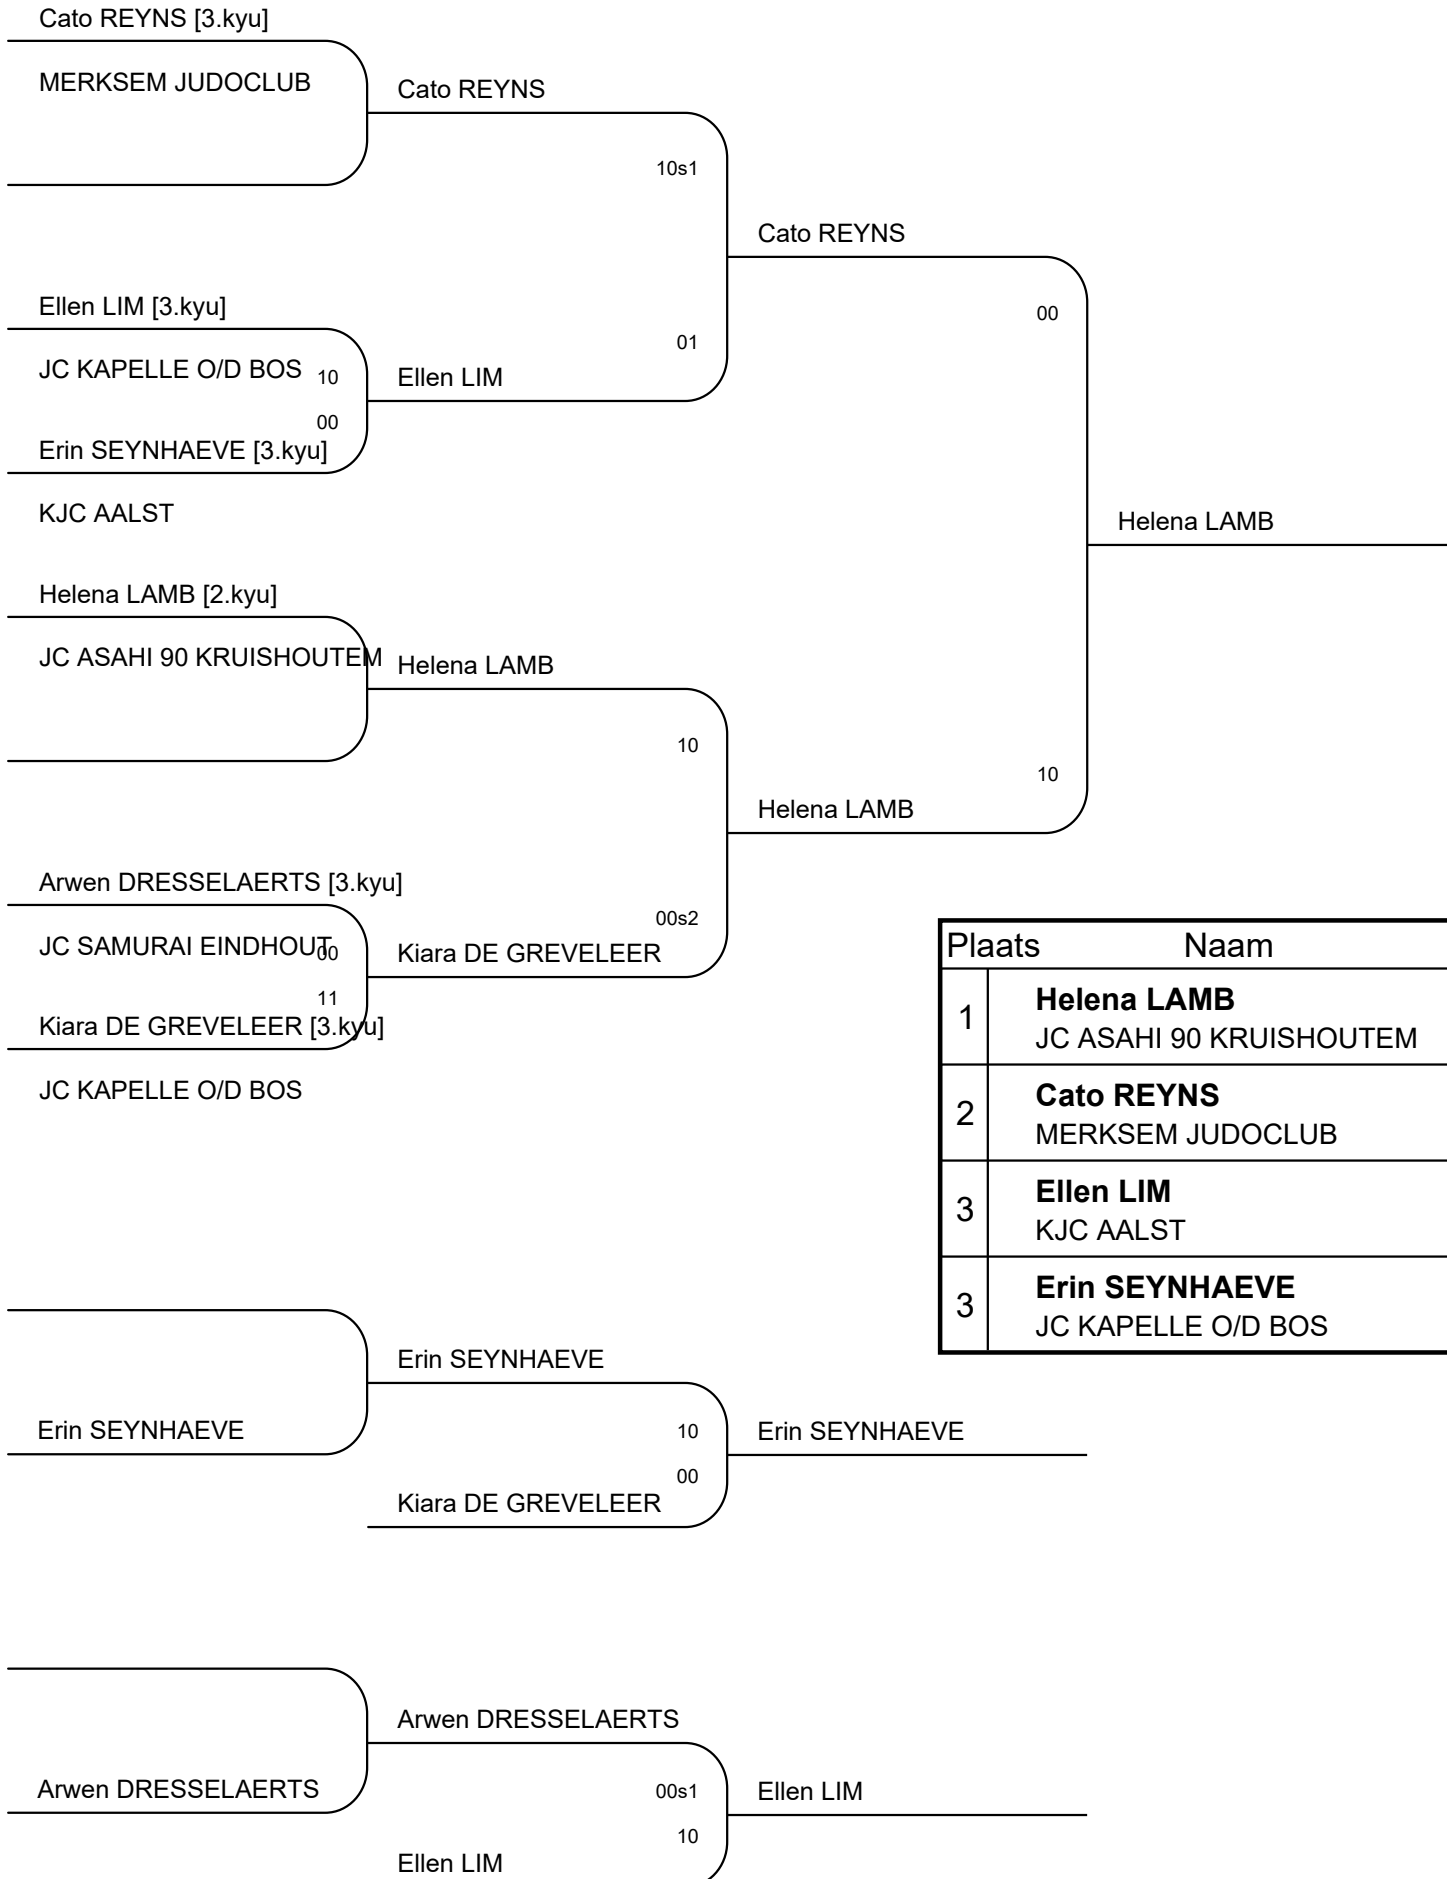 Cato REYNS [3.kyu]
MERKSEM JUDOCLUB
Cato REYNS
10s1
Cato REYNS
Ellen LIM [3.kyu]
00
01
JC KAPELLE O/D BOS 10
Ellen LIM
00
Erin SEYNHAEVE [3.kyu]
KJC AALST
Helena LAMB
Helena LAMB [2.kyu]
JC ASAHI 90 KRUISHOUTEM
Helena LAMB
10
10
Helena LAMB
Arwen DRESSELAERTS [3.kyu]
00s2
JC SAMURAI EINDHOUT 00
Kiara DE GREVELEER
11
Kiara DE GREVELEER [3.kyu]
JC KAPELLE O/D BOS
Plaats Naam
1 Helena LAMB
JC ASAHI 90 KRUISHOUTEM
2 Cato REYNS
MERKSEM JUDOCLUB
3 Ellen LIM
KJC AALST
3 Erin SEYNHAEVE
JC KAPELLE O/D BOS
Erin SEYNHAEVE
Erin SEYNHAEVE
10
Erin SEYNHAEVE
00
Kiara DE GREVELEER
Arwen DRESSELAERTS
Arwen DRESSELAERTS
00s1
Ellen LIM
10
Ellen LIM